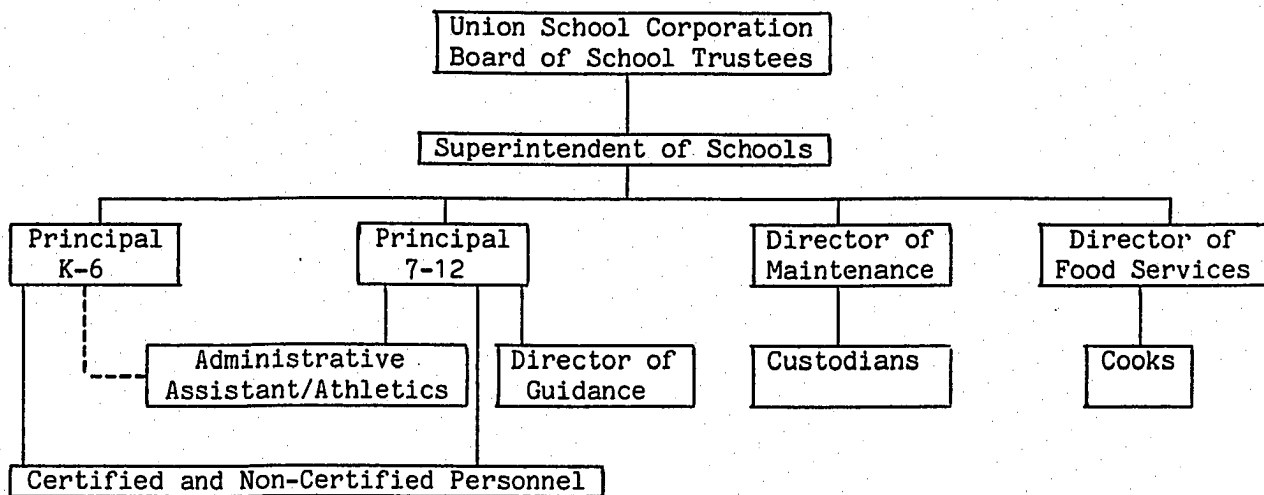 Union School Corporation
Board of School Trustees
Superintendent of Schools
Principal
K-6
Principal
7-12
Director of
Maintenance
Director of
Food Services
Administrative
Assistant/Athletics
Director of
Guidance
Custodians
Cooks
Certified and Non-Certified Personnel